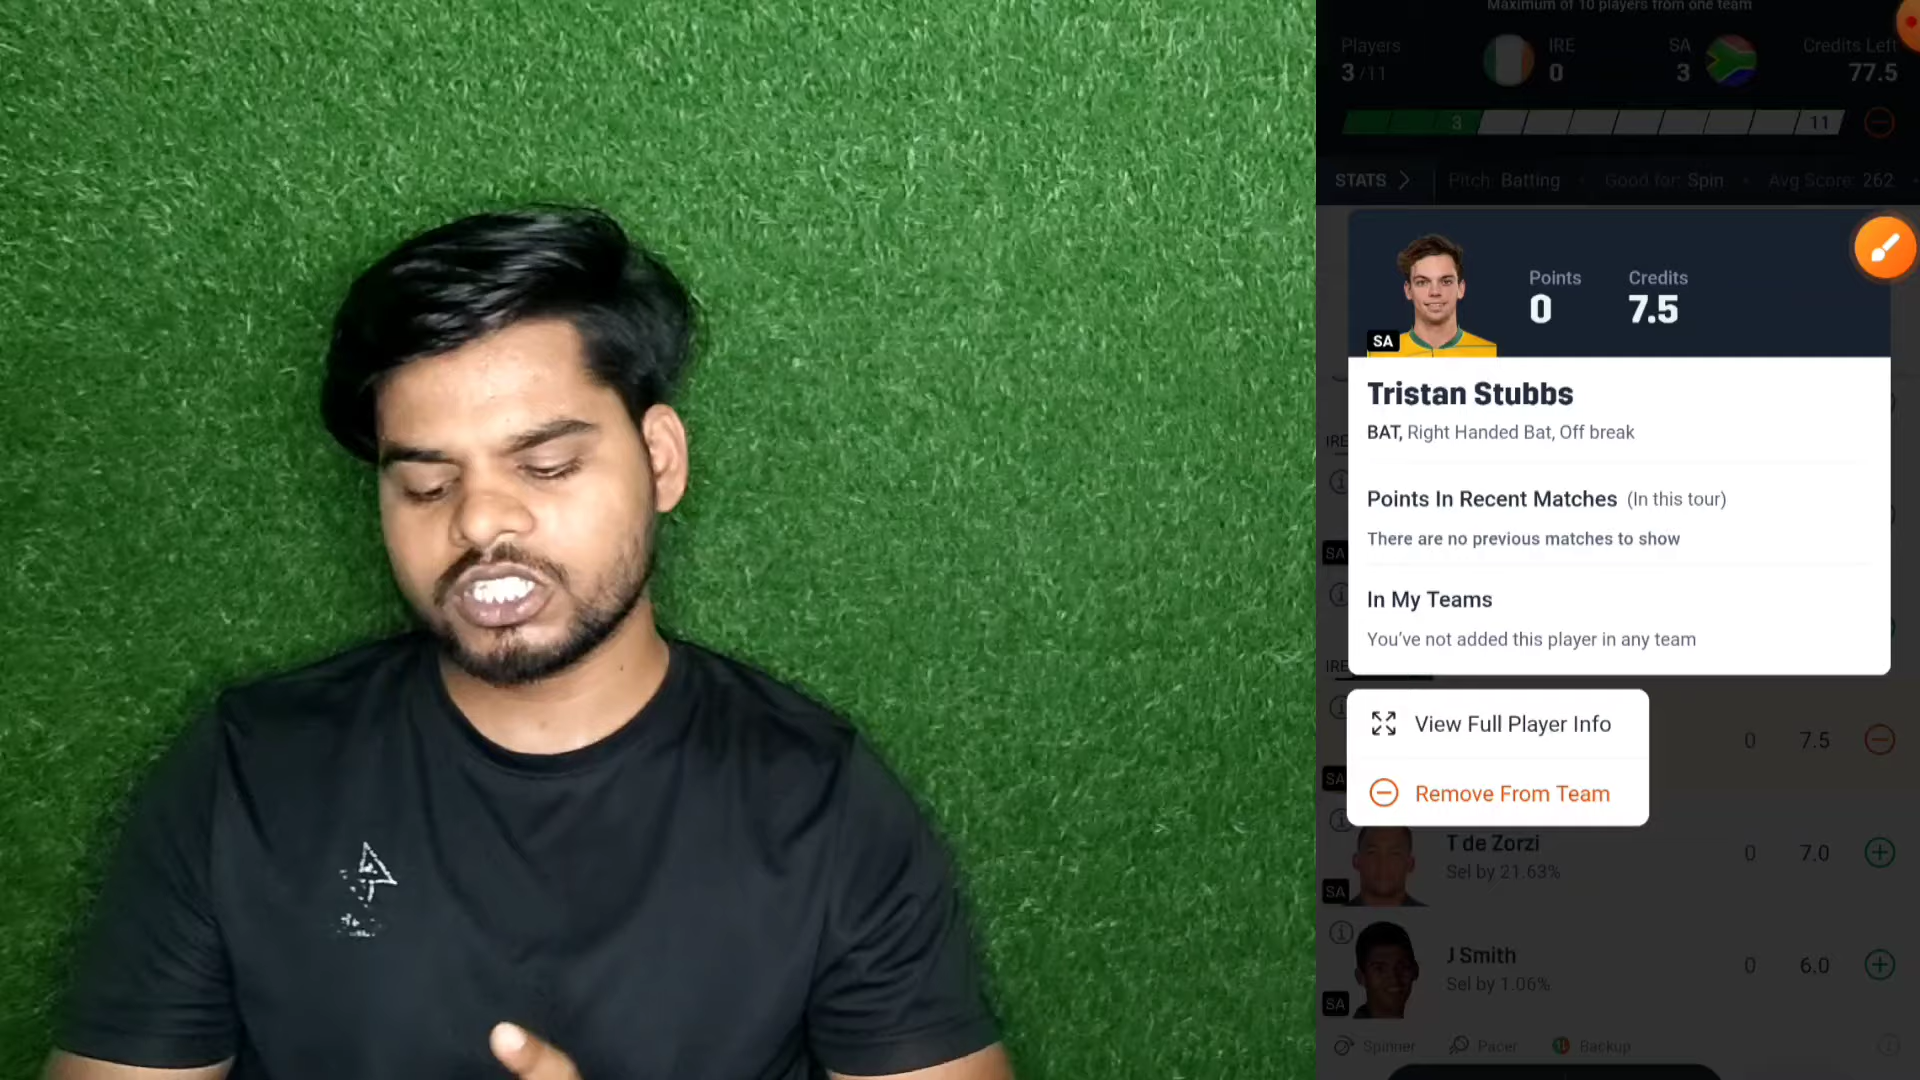 Maximum of 10 players from one team
Players IRE SA Credits Left
3/11 0 3 77.5
3 11
STATS Pitch: Batting Good for: Spin Avg Score: 262
Points Credits
0 7.5
SA
Tristan Stubbs
BAT, Right Handed Bat, Off break
IRE
Points In Recent Matches (In this tour)
There are no previous matches to show
SA
In My Teams
You've not added this player in any team
IRE
View Full Player Info
0 7.5
SA
Remove From Team
T de Zorzi
0 7.0
Sel by 21.63%
SA
J Smith
0 6.0
Sel by 1.06%
SA
Spinner Pacer Backup